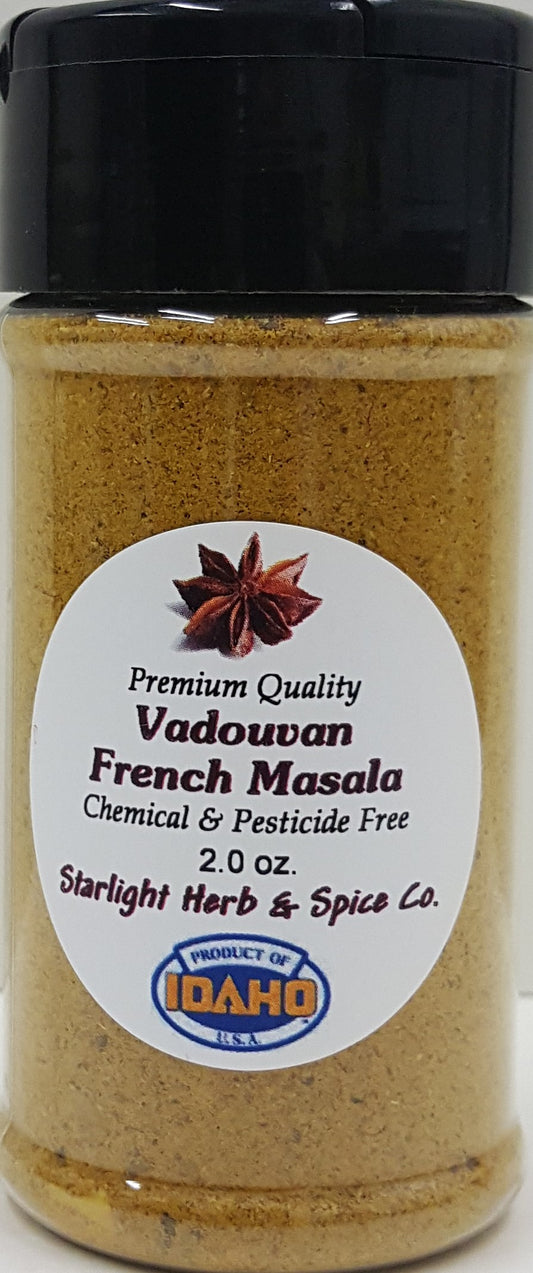 Premium Quality
Vadouvan
French Masala
Chemical & Pesticide Free
2.0 oz.
Starlight Herb & Spice Co.
PRODUCT OF
IDAHO
U.S.A.